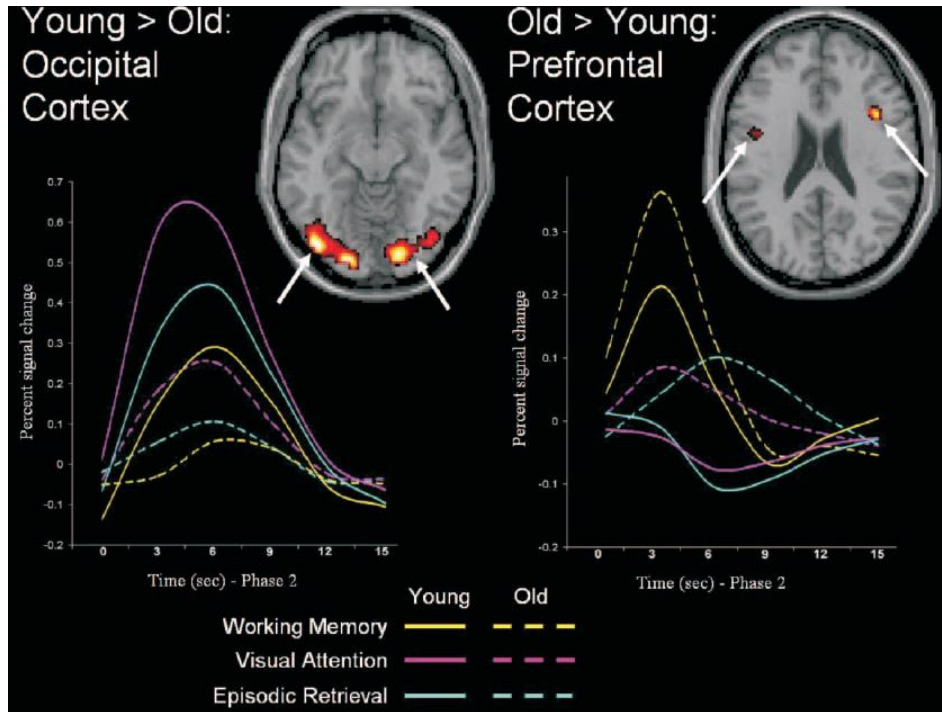 Young > Old:
Occipital
Cortex
Old > Young:
Prefrontal
Cortex
Percent signal change
0.7
0.6
0.5
0.4
0.3
0.2
0.1
0
-0.1
-0.2
0 3 6 9 12 15
Time (sec) - Phase 2
Percent signal change
0.3
0.2
0.1
0
-0.1
-0.2
0 3 6 9 12 15
Time (sec) - Phase 2
Young Old
Working Memory
Visual Attention
Episodic Retrieval